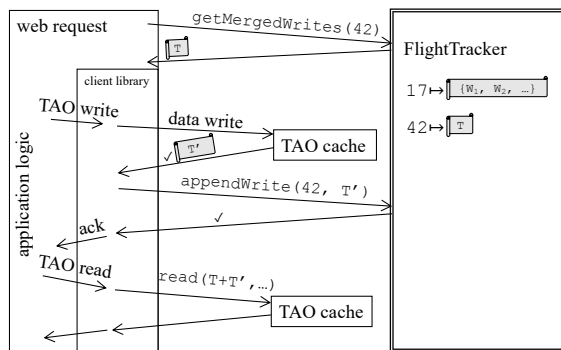 web request
getMergedWrites(42)
T
FlightTracker
client library
17↦ {W₁, W₂, …}
42↦ T
TAO write
data write
TAO cache
✓ T′
appendWrite(42, T′)
✓
application logic
ack
TAO read
read(T+T′,…)
TAO cache